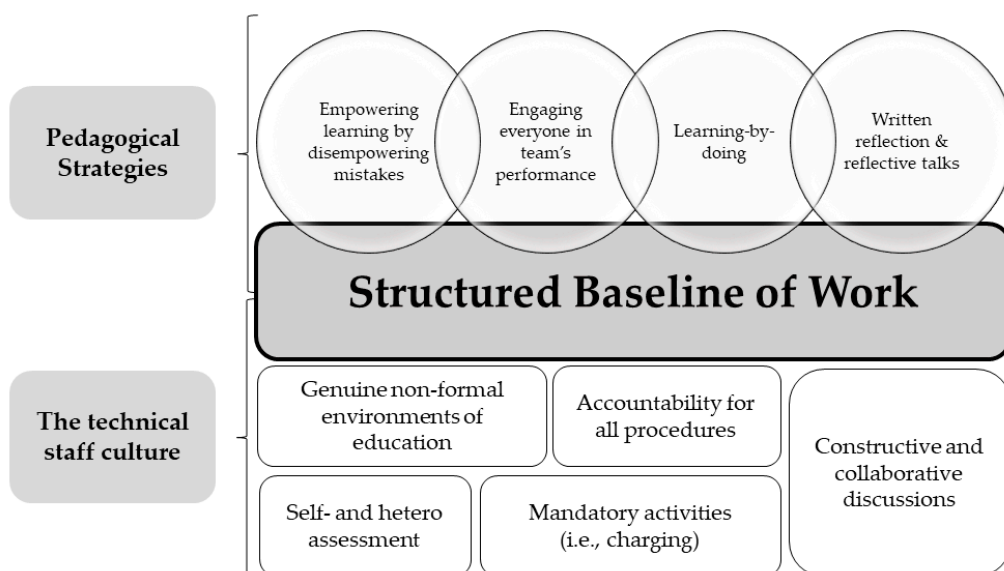 Pedagogical
Strategies
Empowering
learning by
disempowering
mistakes
Engaging
everyone in
team's
performance
Learning-by-
doing
Written
reflection &
reflective talks
Structured Baseline of Work
The technical
staff culture
Genuine non-formal
environments of
education
Accountability for
all procedures
Constructive and
collaborative
discussions
Self- and hetero
assessment
Mandatory activities
(i.e., charging)